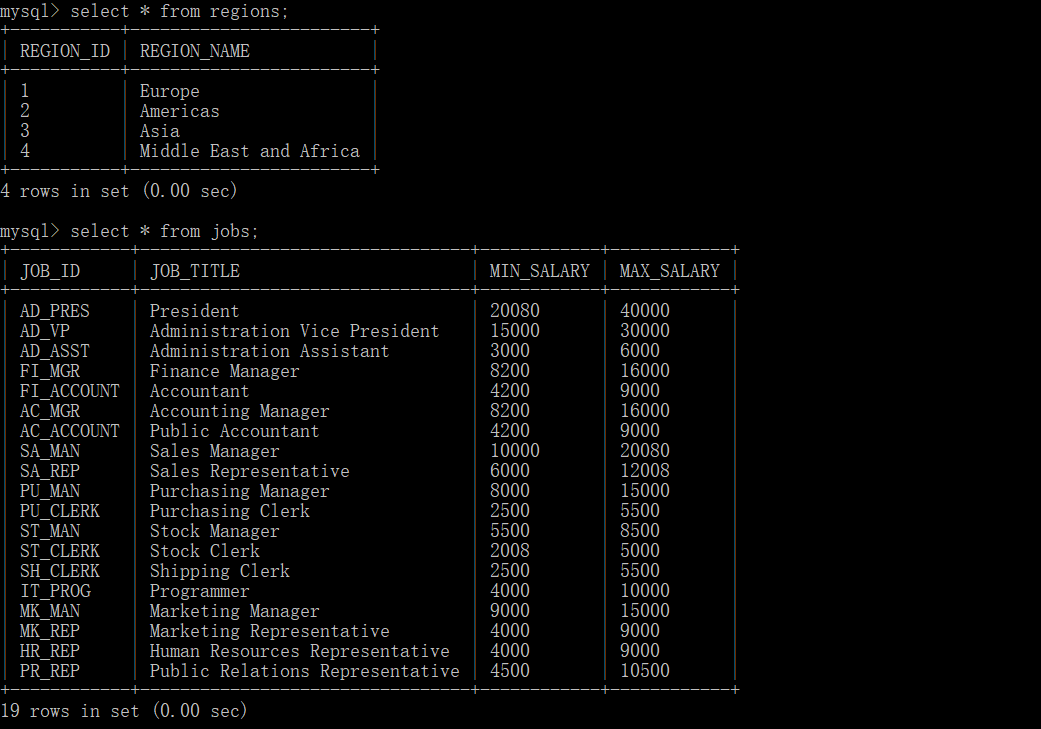 mysql> select * from regions;
+-----------+------------------------+
| REGION_ID | REGION_NAME            |
+-----------+------------------------+
| 1         | Europe                 |
| 2         | Americas               |
| 3         | Asia                   |
| 4         | Middle East and Africa |
+-----------+------------------------+
4 rows in set (0.00 sec)

mysql> select * from jobs;
+------------+---------------------------------+------------+------------+
| JOB_ID     | JOB_TITLE                       | MIN_SALARY | MAX_SALARY |
+------------+---------------------------------+------------+------------+
| AD_PRES    | President                       | 20080      | 40000      |
| AD_VP      | Administration Vice President   | 15000      | 30000      |
| AD_ASST    | Administration Assistant        | 3000       | 6000       |
| FI_MGR     | Finance Manager                 | 8200       | 16000      |
| FI_ACCOUNT | Accountant                      | 4200       | 9000       |
| AC_MGR     | Accounting Manager              | 8200       | 16000      |
| AC_ACCOUNT | Public Accountant               | 4200       | 9000       |
| SA_MAN     | Sales Manager                   | 10000      | 20080      |
| SA_REP     | Sales Representative            | 6000       | 12008      |
| PU_MAN     | Purchasing Manager              | 8000       | 15000      |
| PU_CLERK   | Purchasing Clerk                | 2500       | 5500       |
| ST_MAN     | Stock Manager                   | 5500       | 8500       |
| ST_CLERK   | Stock Clerk                     | 2008       | 5000       |
| SH_CLERK   | Shipping Clerk                  | 2500       | 5500       |
| IT_PROG    | Programmer                      | 4000       | 10000      |
| MK_MAN     | Marketing Manager               | 9000       | 15000      |
| MK_REP     | Marketing Representative        | 4000       | 9000       |
| HR_REP     | Human Resources Representative  | 4000       | 9000       |
| PR_REP     | Public Relations Representative | 4500       | 10500      |
+------------+---------------------------------+------------+------------+
19 rows in set (0.00 sec)